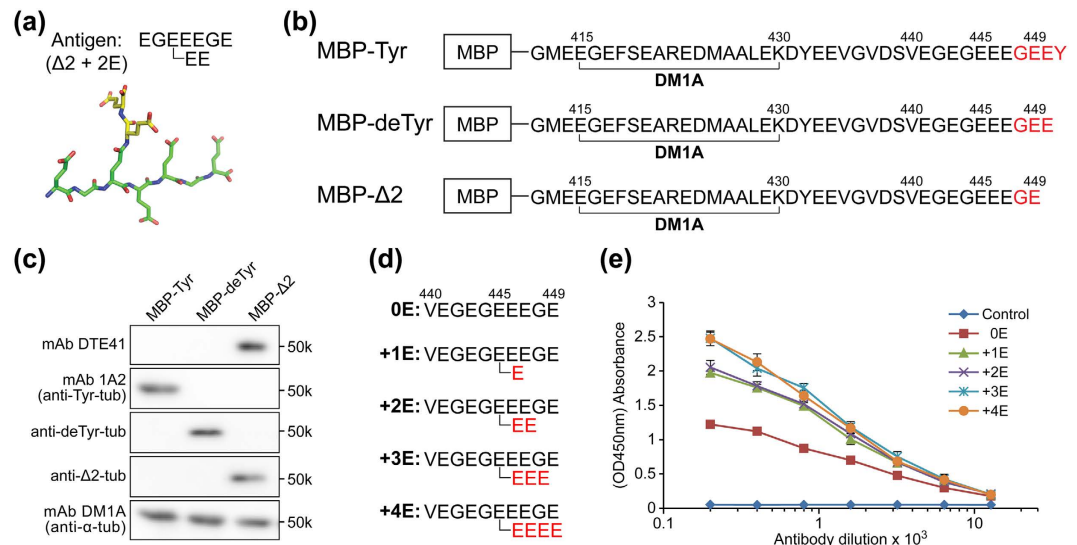 (a)
Antigen: EGEEEGE
(Δ2 + 2E) EE
(b)
415 430 440 445 449
MBP-Tyr MBP GMEEGEFSEAREDMAALEKDYEEVGVDSVEGEGEEEGEEY
DM1A
415 430 440 445 449
MBP-deTyr MBP GMEEGEFSEAREDMAALEKDYEEVGVDSVEGEGEEEGEE
DM1A
415 430 440 445 449
MBP-Δ2 MBP GMEEGEFSEAREDMAALEKDYEEVGVDSVEGEGEEEGE
DM1A
(c)
MBP-Tyr MBP-deTyr MBP-Δ2
mAb DTE41 50k
mAb 1A2
(anti-Tyr-tub) 50k
anti-deTyr-tub 50k
anti-Δ2-tub 50k
mAb DM1A
(anti-α-tub) 50k
(d)
440 445 449
0E: VEGEGEEEGE
+1E: VEGEGEEEGE
E
+2E: VEGEGEEEGE
EE
+3E: VEGEGEEEGE
EEE
+4E: VEGEGEEEGE
EEEE
(e)
(OD450nm) Absorbance
3
2.5
2
1.5
1
0.5
0
0.1 1 10
Antibody dilution x 10³
Control
0E
+1E
+2E
+3E
+4E